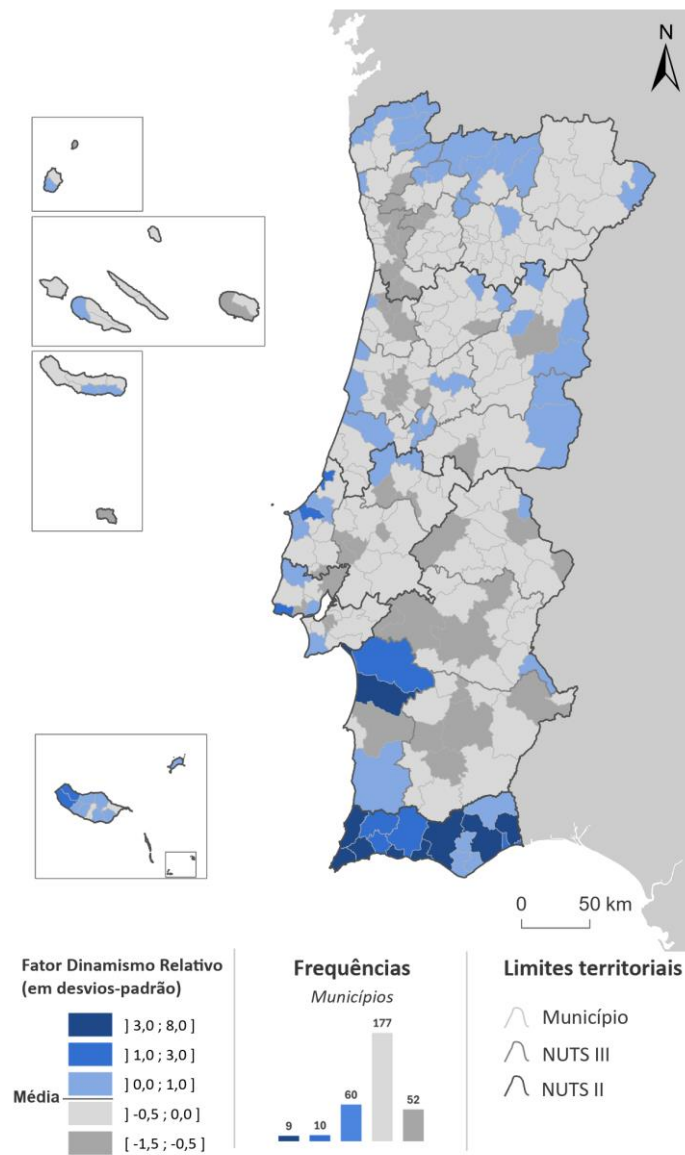 N
0 50 km
Fator Dinamismo Relativo
(em desvios-padrão)
] 3,0 ; 8,0 ]
] 1,0 ; 3,0 ]
] 0,0 ; 1,0 ]
Média
] -0,5 ; 0,0 ]
[ -1,5 ; -0,5 ]
Frequências
Municípios
177
60
52
9
10
Limites territoriais
Município
NUTS III
NUTS II